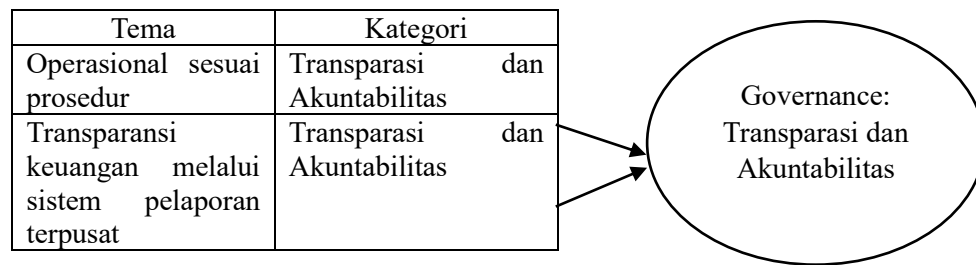 Tema Kategori
Operasional sesuai Transparasi dan
prosedur Akuntabilitas
Transparansi Transparasi dan
keuangan melalui Akuntabilitas
sistem pelaporan
terpusat
Governance:
Transparasi dan
Akuntabilitas